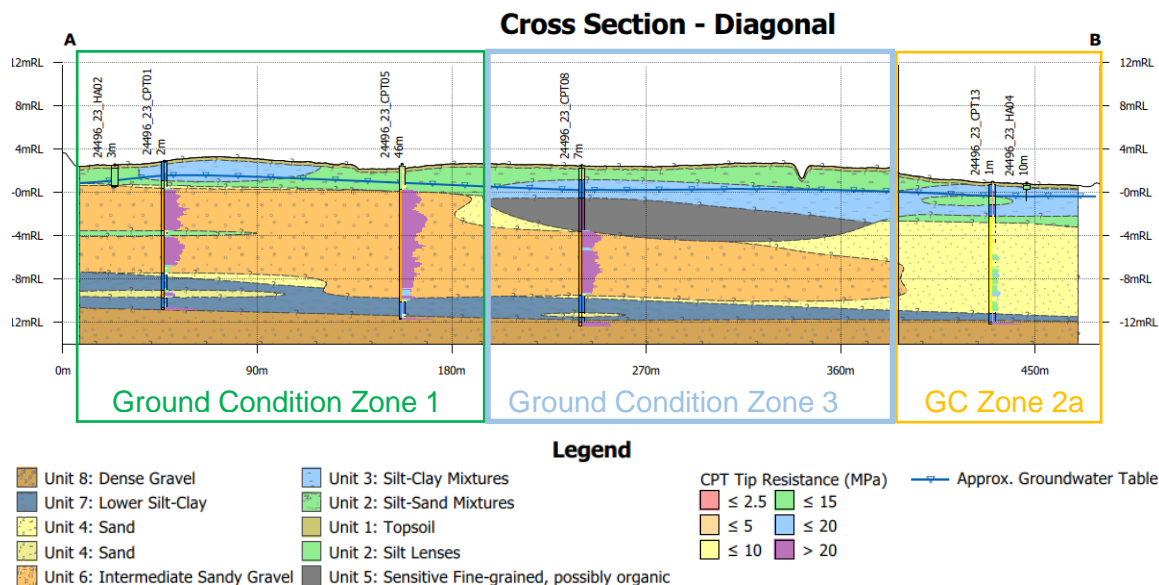 Cross Section - Diagonal
A
B
12mRL
12mRL
8mRL
8mRL
4mRL
4mRL
-0mRL
-0mRL
-4mRL
-4mRL
-8mRL
-8mRL
-12mRL
-12mRL
24496_23_HA02
3m
24496_23_CPT01
2m
24496_23_CPT05
46m
24496_23_CPT08
7m
24496_23_CPT13
1m
24496_23_HA04
10m
0m
90m
180m
270m
360m
450m
Ground Condition Zone 1
Ground Condition Zone 3
GC Zone 2a
Legend
Unit 8: Dense Gravel
Unit 7: Lower Silt-Clay
Unit 4: Sand
Unit 4: Sand
Unit 6: Intermediate Sandy Gravel
Unit 3: Silt-Clay Mixtures
Unit 2: Silt-Sand Mixtures
Unit 1: Topsoil
Unit 2: Silt Lenses
Unit 5: Sensitive Fine-grained, possibly organic
CPT Tip Resistance (MPa)
≤ 2.5
≤ 5
≤ 10
≤ 15
≤ 20
> 20
Approx. Groundwater Table